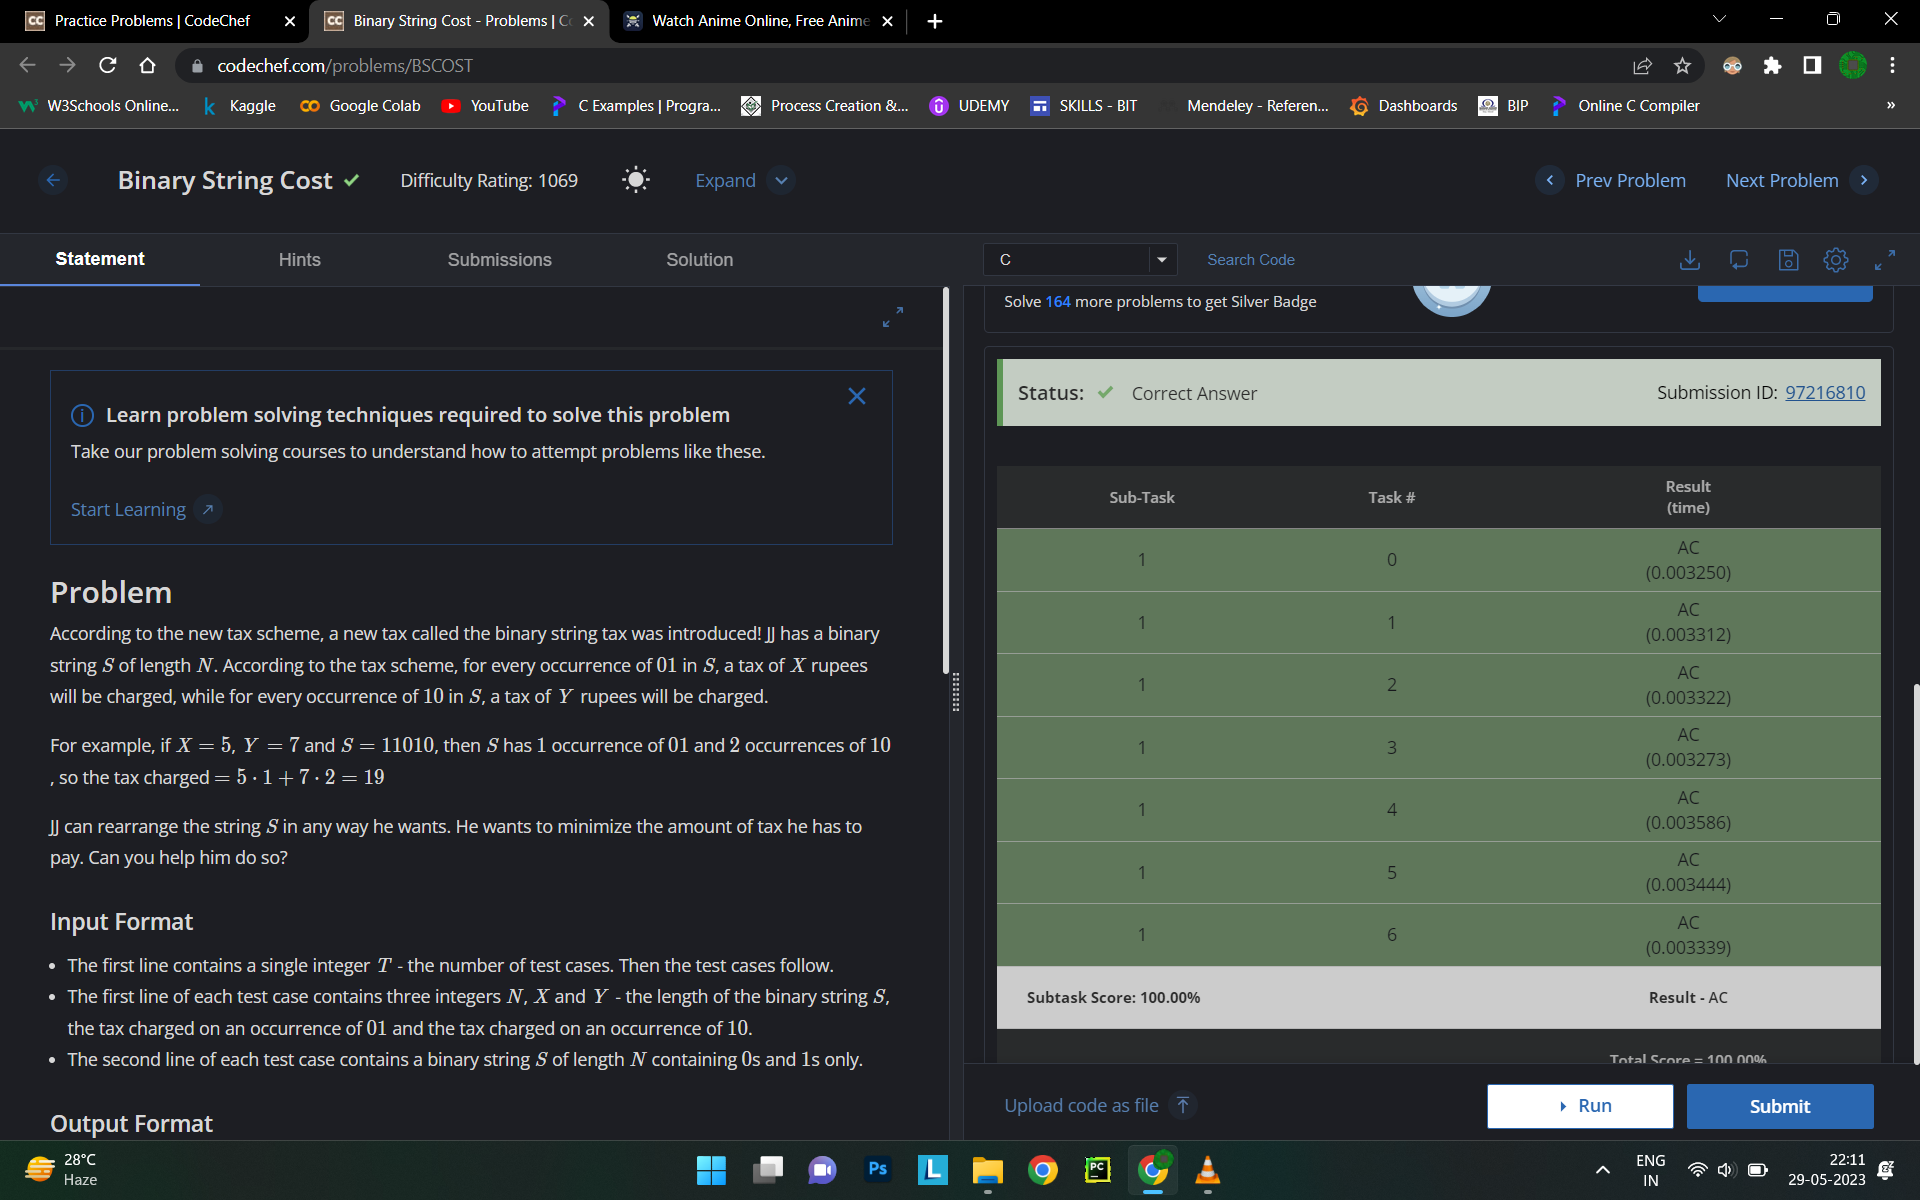 Practice Problems | CodeChef
Binary String Cost - Problems | Co
Watch Anime Online, Free Anime
codechef.com/problems/BSCOST
W3Schools Online...
Kaggle
Google Colab
YouTube
C Examples | Progra...
Process Creation &...
UDEMY
SKILLS - BIT
Mendeley - Referen...
Dashboards
BIP
Online C Compiler
»
Binary String Cost
Difficulty Rating: 1069
Expand
Prev Problem
Next Problem
Statement
Hints
Submissions
Solution
C
Search Code
Solve 164 more problems to get Silver Badge
Learn problem solving techniques required to solve this problem
Take our problem solving courses to understand how to attempt problems like these.
Start Learning
Problem
According to the new tax scheme, a new tax called the binary string tax was introduced! JJ has a binary
string S of length N. According to the tax scheme, for every occurrence of 01 in S, a tax of X rupees
will be charged, while for every occurrence of 10 in S, a tax of Y rupees will be charged.
For example, if X = 5, Y = 7 and S = 11010, then S has 1 occurrence of 01 and 2 occurrences of 10
, so the tax charged = 5 · 1 + 7 · 2 = 19
JJ can rearrange the string S in any way he wants. He wants to minimize the amount of tax he has to
pay. Can you help him do so?
Input Format
• The first line contains a single integer T - the number of test cases. Then the test cases follow.
• The first line of each test case contains three integers N, X and Y - the length of the binary string S,
the tax charged on an occurrence of 01 and the tax charged on an occurrence of 10.
• The second line of each test case contains a binary string S of length N containing 0s and 1s only.
Output Format
Status: Correct Answer
Submission ID: 97216810
Sub-Task Task # Result
(time)
1 0 AC
(0.003250)
1 1 AC
(0.003312)
1 2 AC
(0.003322)
1 3 AC
(0.003273)
1 4 AC
(0.003586)
1 5 AC
(0.003444)
1 6 AC
(0.003339)
Subtask Score: 100.00% Result - AC
Total Score = 100.00%
Upload code as file
Run
Submit
28°C
Haze
Ps
L
PC
ENG
IN
22:11
29-05-2023